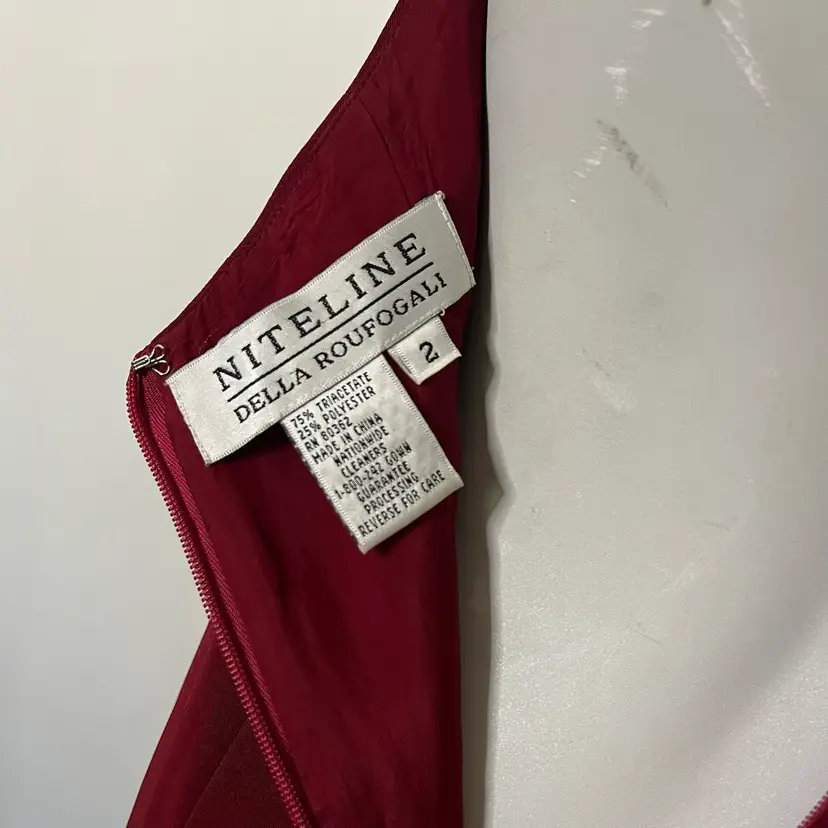 NITELINE
DELLA ROUFOGALI
2
75% TRIACETATE
25% POLYESTER
RN 80362
MADE IN CHINA
NATIONWIDE
CLEANERS
1-800-242 GOWN
GUARANTEE
PROCESSING
REVERSE FOR CARE